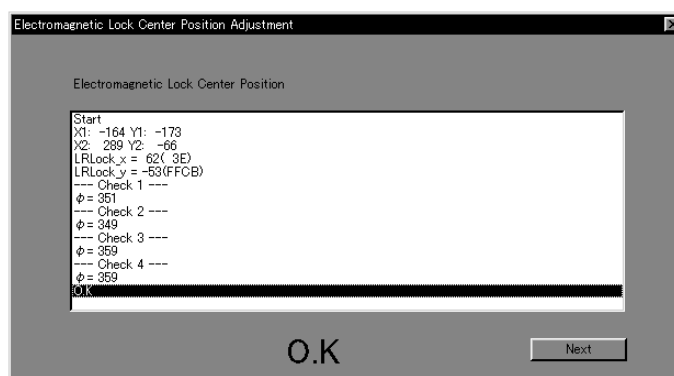 Electromagnetic Lock Center Position Adjustment
Electromagnetic Lock Center Position
Start
X1: -164 Y1: -173
X2: 289 Y2: -66
LRLock_x = 62( 3E)
LRLock_y = -53(FFCB)
--- Check 1 ---
φ= 351
--- Check 2 ---
φ= 349
--- Check 3 ---
φ= 359
--- Check 4 ---
φ= 359
O.K
O.K
Next